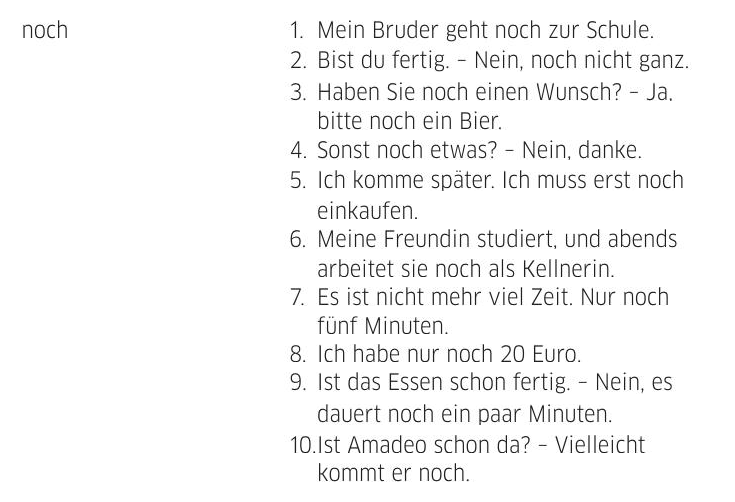 noch
1. Mein Bruder geht noch zur Schule.
2. Bist du fertig. – Nein, noch nicht ganz.
3. Haben Sie noch einen Wunsch? – Ja,
bitte noch ein Bier.
4. Sonst noch etwas? – Nein, danke.
5. Ich komme später. Ich muss erst noch
einkaufen.
6. Meine Freundin studiert, und abends
arbeitet sie noch als Kellnerin.
7. Es ist nicht mehr viel Zeit. Nur noch
fünf Minuten.
8. Ich habe nur noch 20 Euro.
9. Ist das Essen schon fertig. – Nein, es
dauert noch ein paar Minuten.
10.Ist Amadeo schon da? – Vielleicht
kommt er noch.